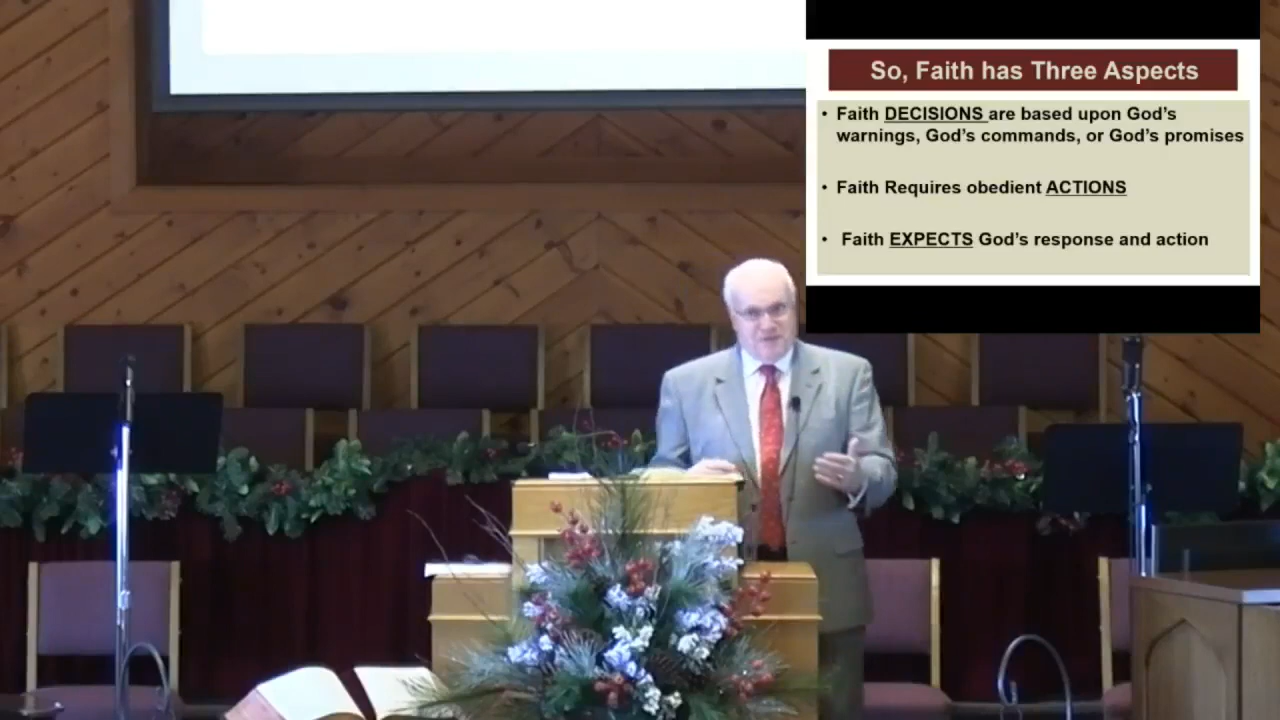 So, Faith has Three Aspects
• Faith DECISIONS are based upon God's
warnings, God's commands, or God's promises
• Faith Requires obedient ACTIONS
• Faith EXPECTS God's response and action